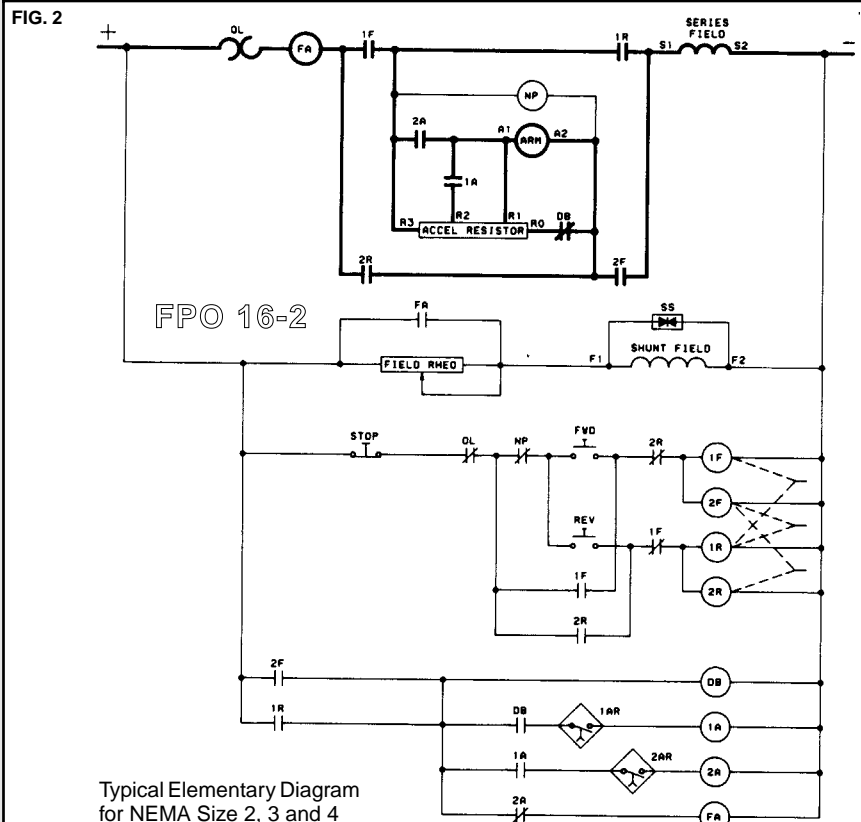 FIG. 2
+
OL
FA
1F
1R
SERIES
FIELD
S1
S2
−
NP
2A
A1
ARM
A2
1A
R3
R2
R1
R0
DB
ACCEL RESISTOR
2R
2F
FPO 16-2
FA
FIELD RHEO
SS
SHUNT FIELD
F1
F2
STOP
OL
NP
FWD
2R
1F
2F
REV
1F
1R
1F
2R
2R
2F
DB
1R
DB
1AR
1A
1A
2AR
2A
2A
FA
Typical Elementary Diagram
for NEMA Size 2, 3 and 4